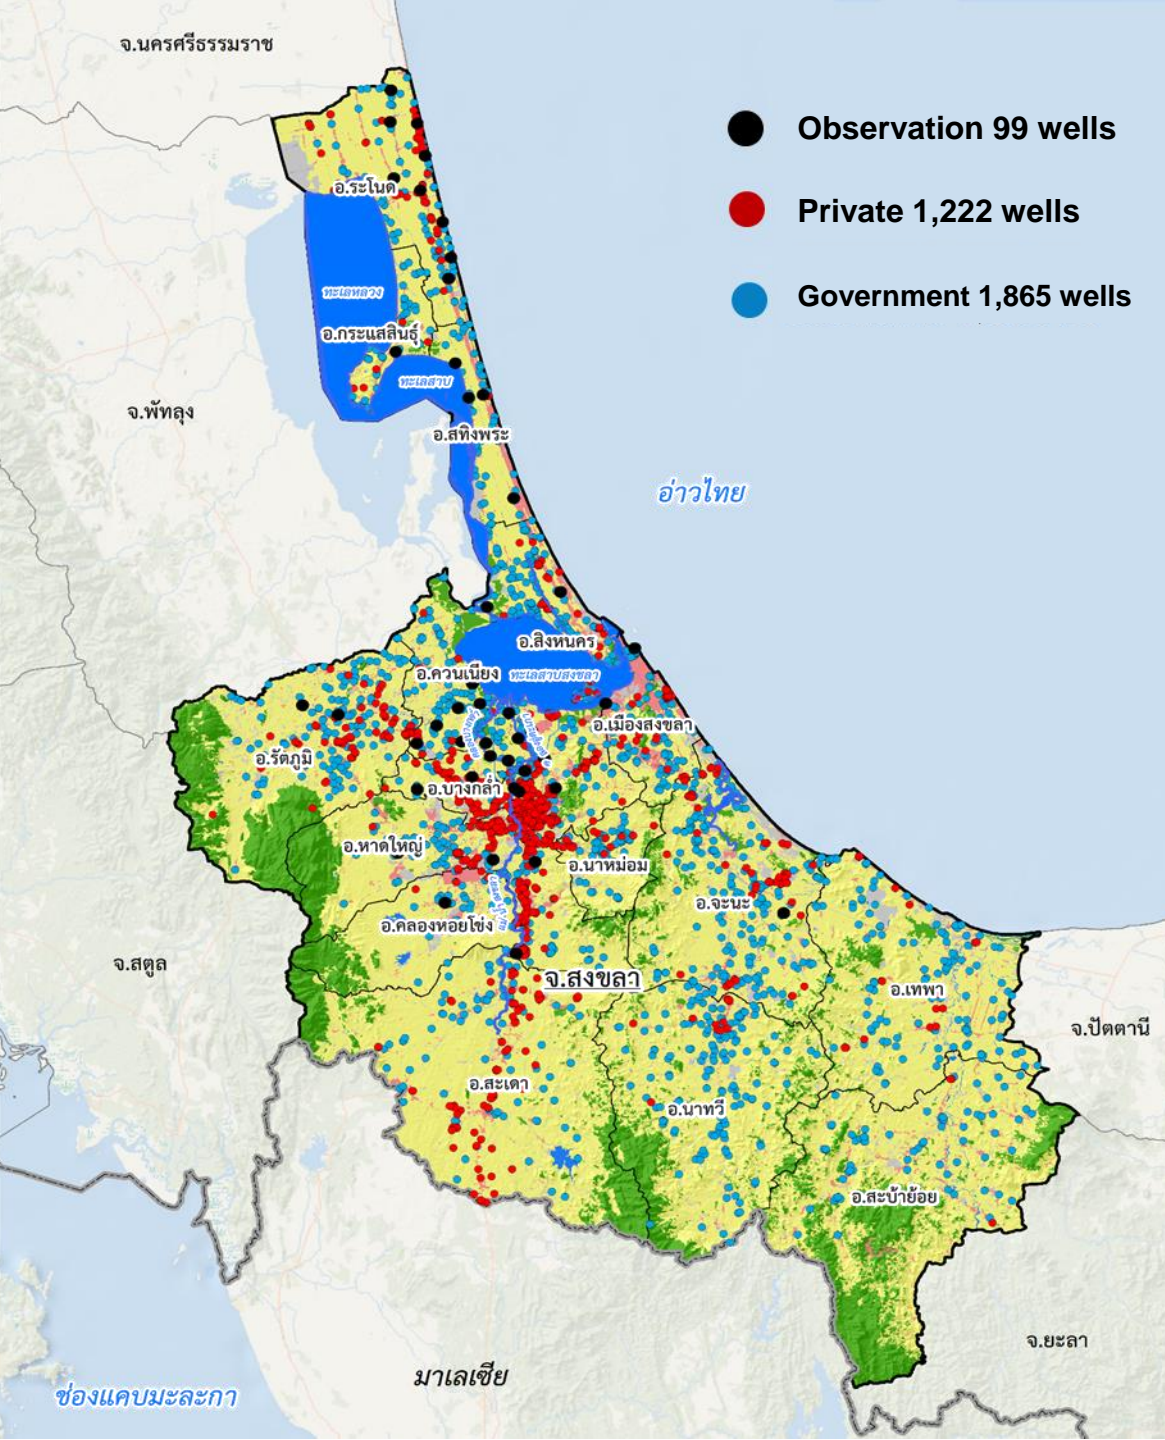 จ.นครศรีธรรมราช
Observation 99 wells
อ.ระโนด
Private 1,222 wells
ทะเลหลวง
Government 1,865 wells
อ.กระแสสินธุ์
ทะเลสาบ
จ.พัทลุง
อ.สทิงพระ
อ่าวไทย
อ.สิงหนคร
อ.ควนเนียง
ทะเลสาบสงขลา
อ.เมืองสงขลา
อ.รัตภูมิ
อ.บางกล่ำ
อ.หาดใหญ่
อ.นาหม่อม
อ.จะนะ
อ.คลองหอยโข่ง
จ.สตูล
จ.สงขลา
อ.เทพา
จ.ปัตตานี
อ.สะเดา
อ.นาทวี
อ.สะบ้าย้อย
จ.ยะลา
มาเลเซีย
ช่องแคบมะละกา